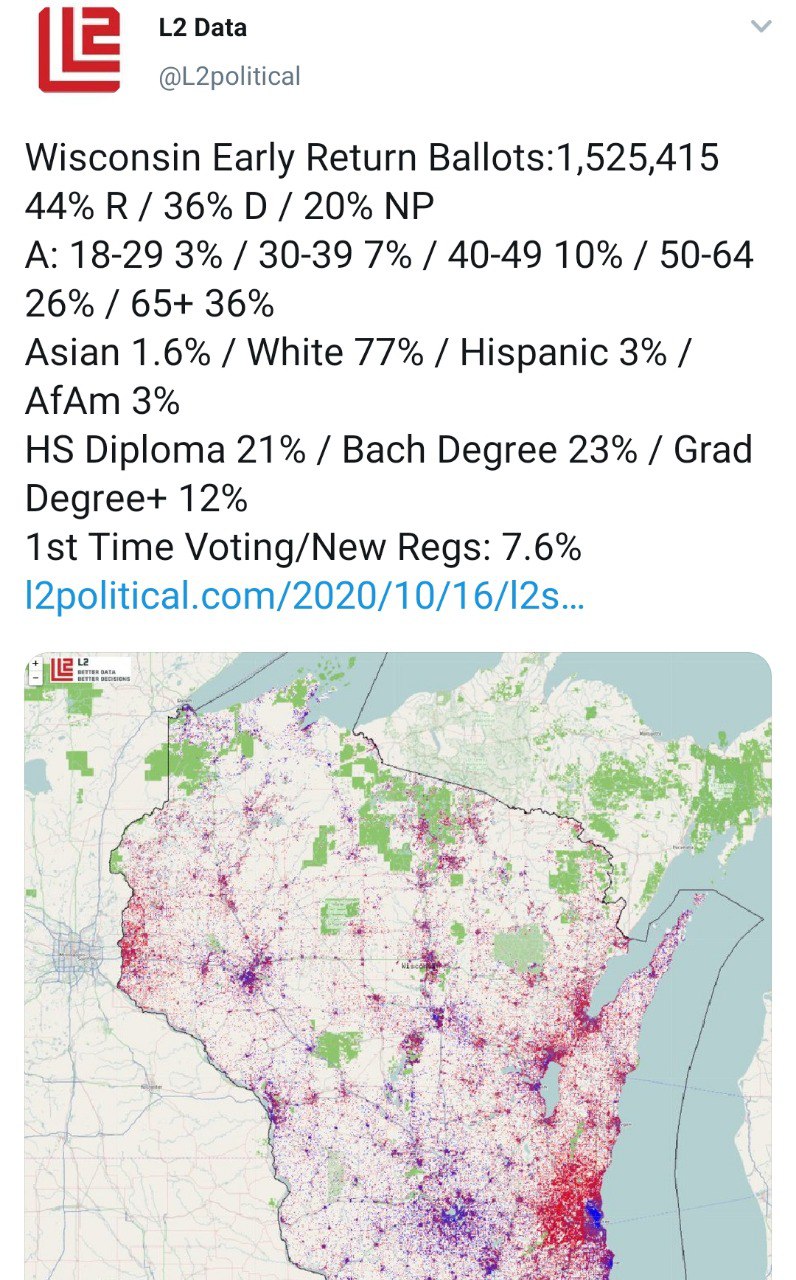 L2 Data
@L2political
Wisconsin Early Return Ballots:1,525,415
44% R / 36% D / 20% NP
A: 18-29 3% / 30-39 7% / 40-49 10% / 50-64
26% / 65+ 36%
Asian 1.6% / White 77% / Hispanic 3% /
AfAm 3%
HS Diploma 21% / Bach Degree 23% / Grad
Degree+ 12%
1st Time Voting/New Regs: 7.6%
l2political.com/2020/10/16/l2s…
+
−
L2
BETTER DATA
BETTER DECISIONS